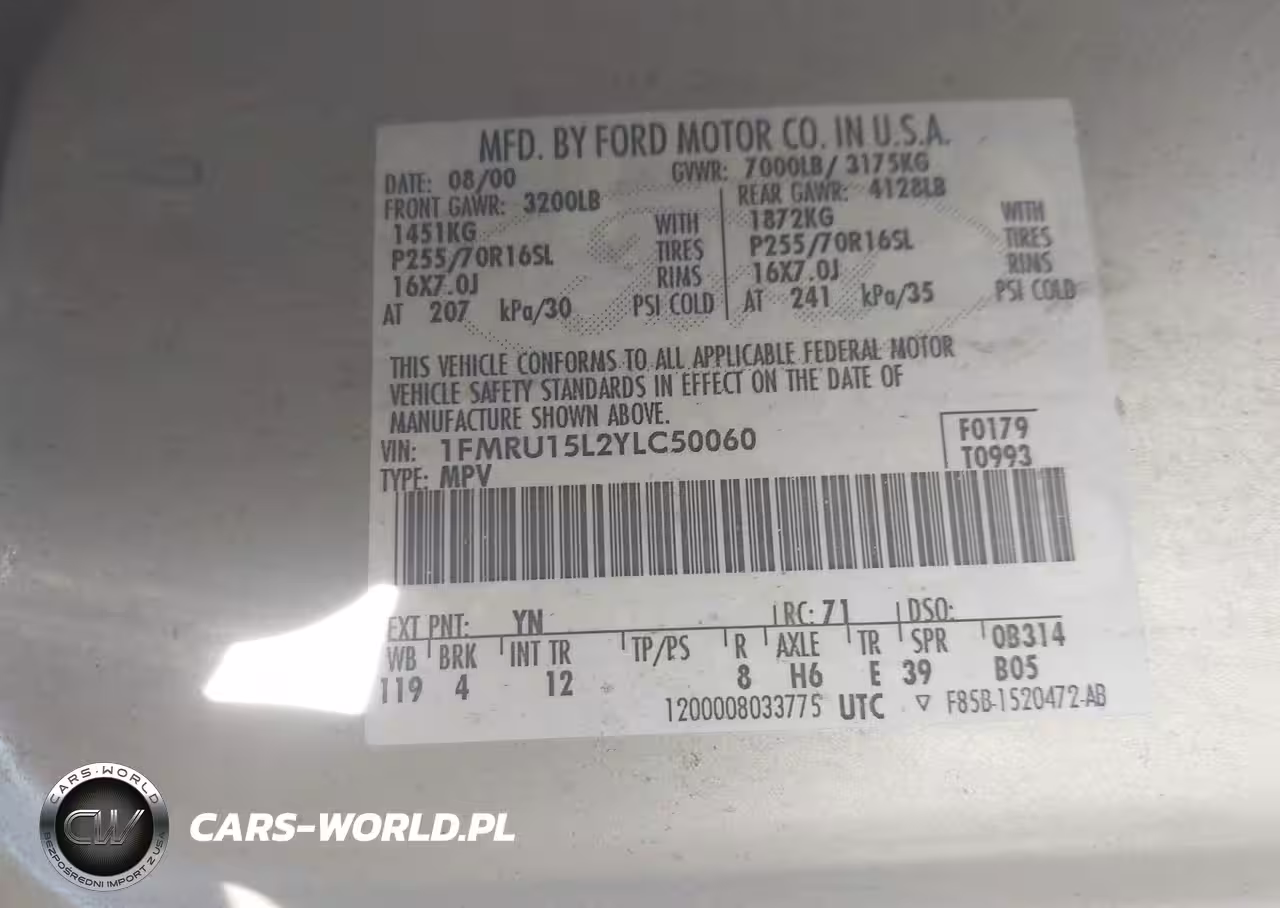 MFD. BY FORD MOTOR CO. IN U.S.A.
DATE: 08/00 GVWR: 7000LB/ 3175KG
FRONT GAWR: 3200LB REAR GAWR: 4128LB
1451KG WITH 1872KG WITH
P255/70R16SL TIRES P255/70R16SL TIRES
16X7.0J RIMS 16X7.0J RIMS
AT 207 kPa/30 PSI COLD AT 241 kPa/35 PSI COLD
THIS VEHICLE CONFORMS TO ALL APPLICABLE FEDERAL MOTOR
VEHICLE SAFETY STANDARDS IN EFFECT ON THE DATE OF
MANUFACTURE SHOWN ABOVE.
VIN: 1FMRU15L2YLC50060 F0179
TYPE: MPV T0993
EXT PNT: YN RC: 71 DSO:
WB BRK INT TR TP/PS R AXLE TR SPR 0B314
119 4 12 8 H6 E 39 B05
120000803377S UTC ▽ F85B-1520472-AB
CARS-WORLD
CW
BEZPOŚREDNI IMPORT Z USA
CARS-WORLD.PL